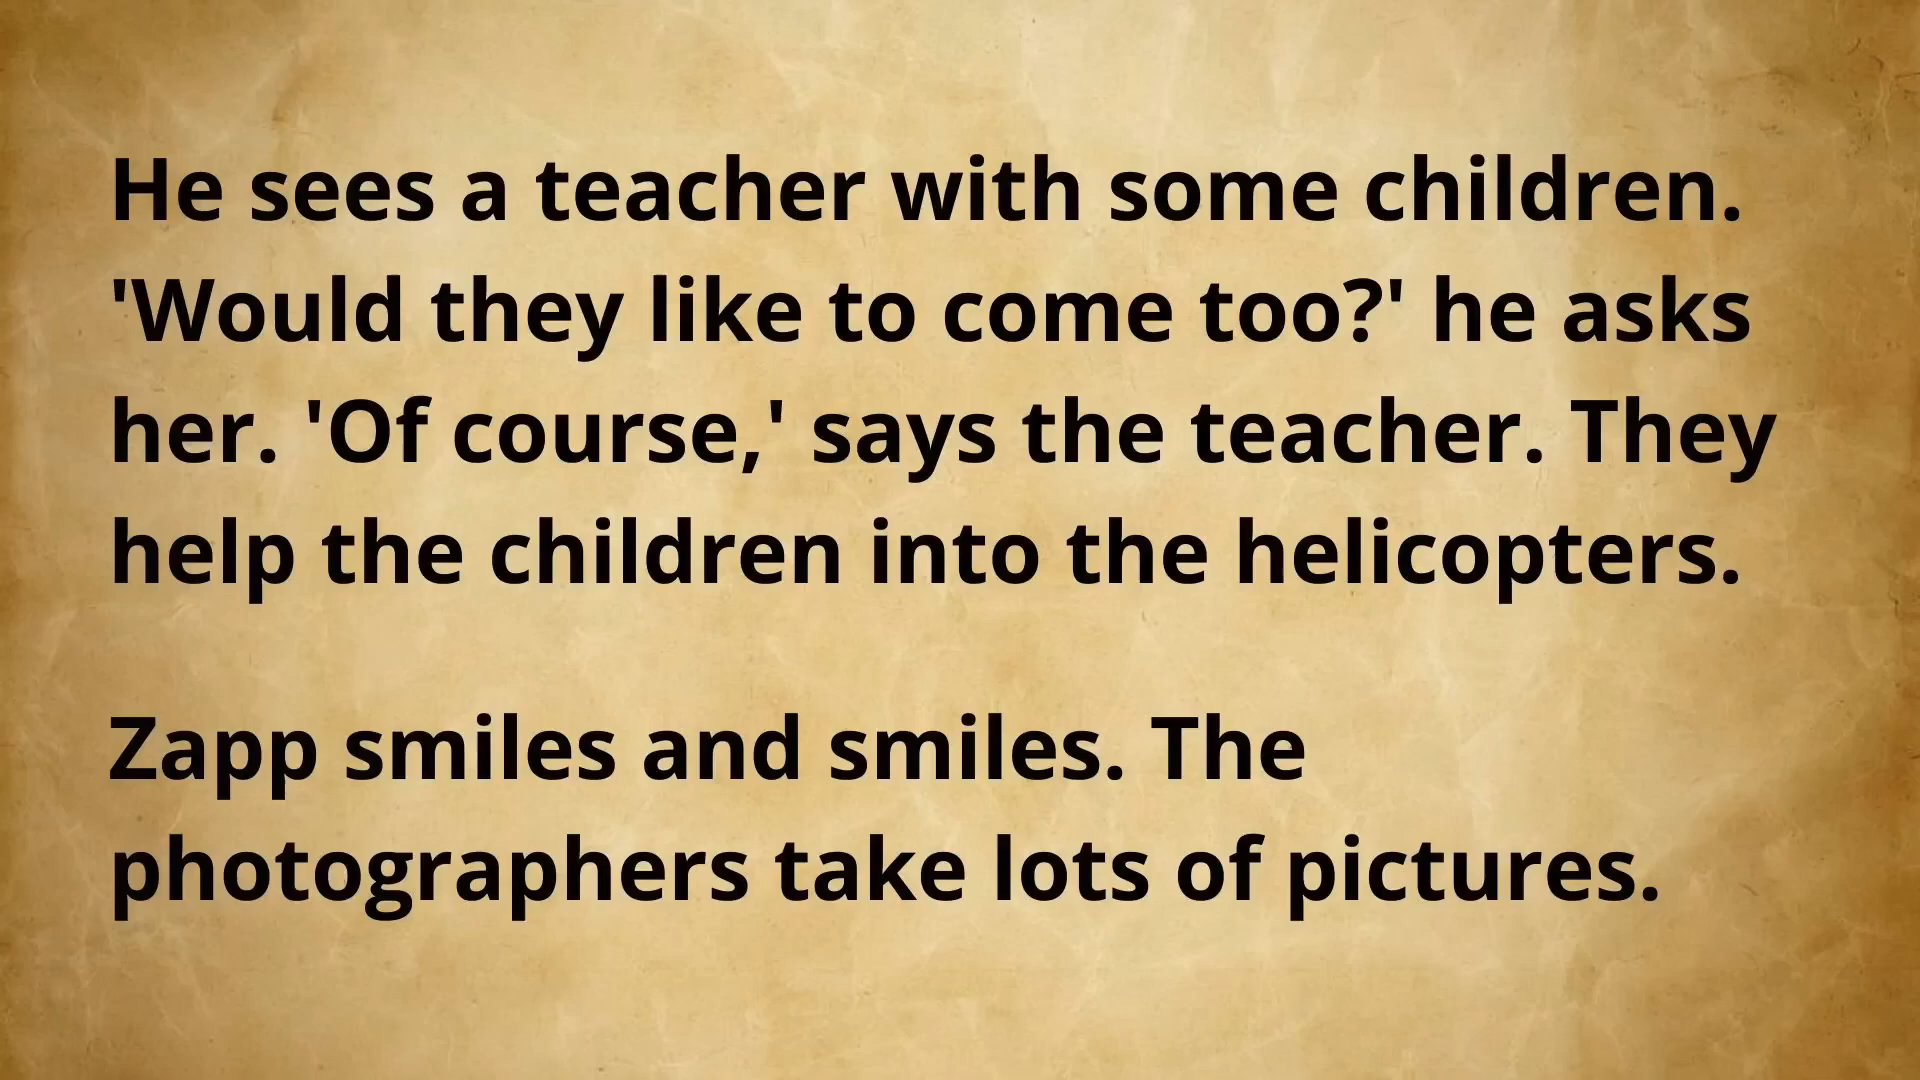 He sees a teacher with some children.
'Would they like to come too?' he asks
her. 'Of course,' says the teacher. They
help the children into the helicopters.
Zapp smiles and smiles. The
photographers take lots of pictures.